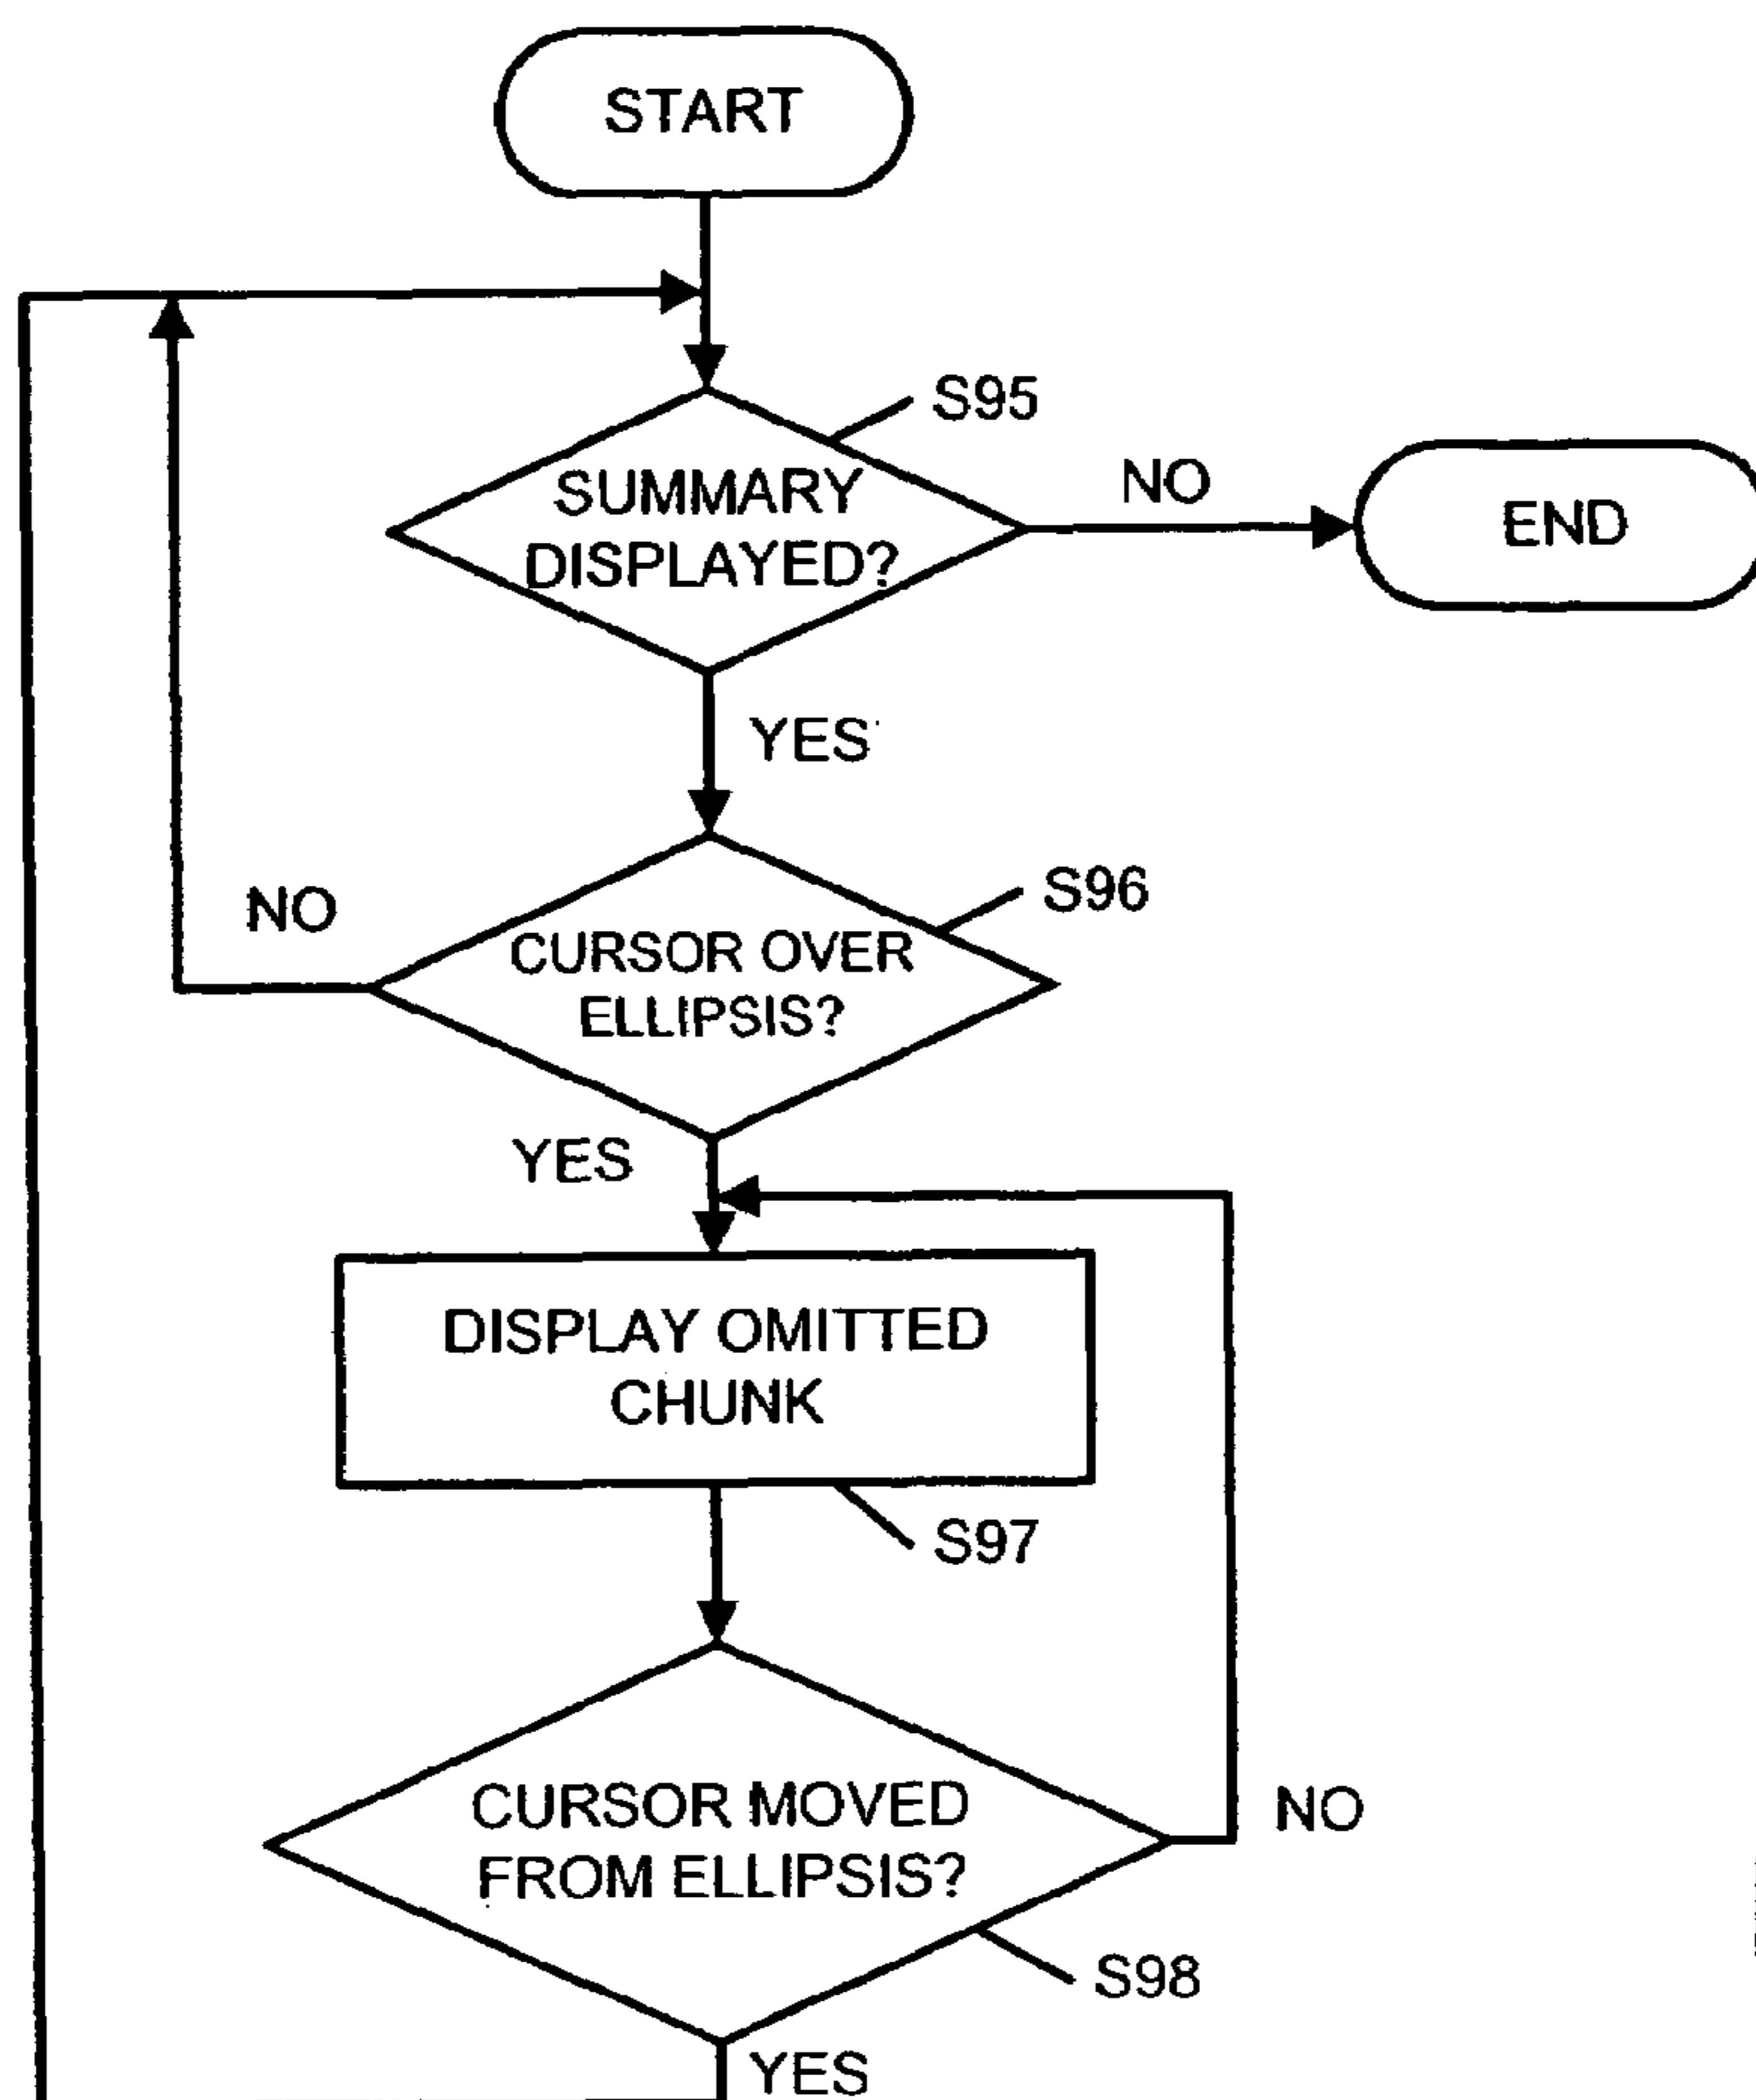 START
S95
SUMMARY
DISPLAYED?
NO
END
YES
S96
NO
CURSOR OVER
ELLIPSIS?
YES
DISPLAY OMITTED
CHUNK
S97
CURSOR MOVED
FROM ELLIPSIS?
NO
S98
YES